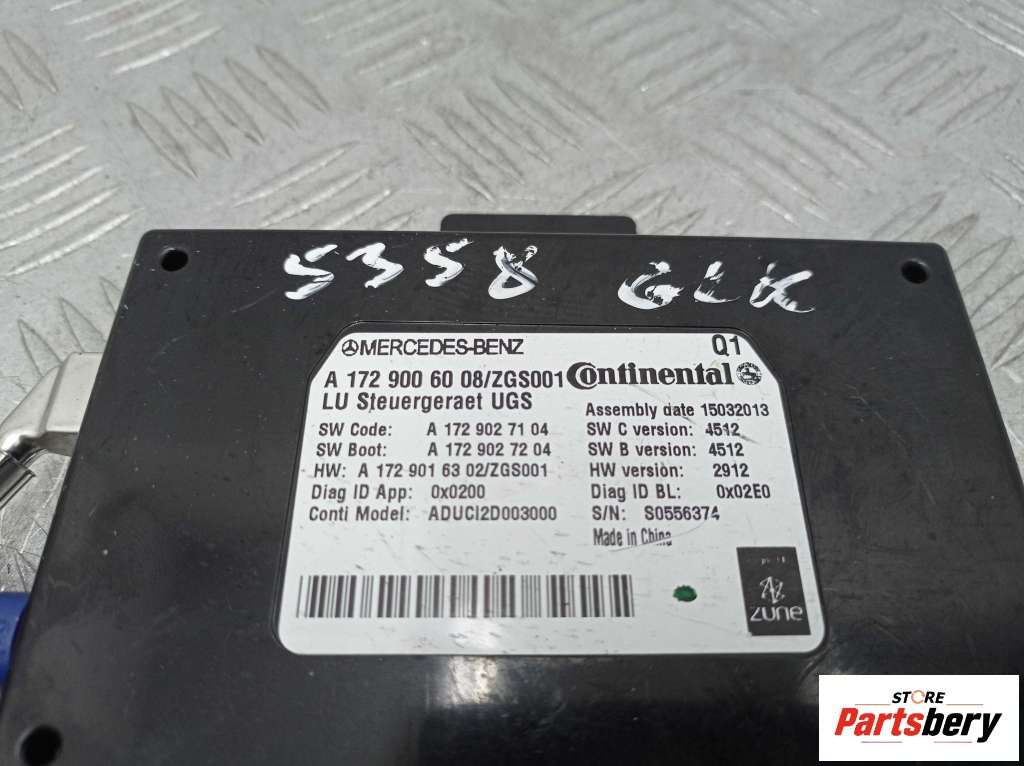 5358 GLK
MERCEDES-BENZ Q1
A 172 900 60 08/ZGS001 Continental
LU Steuergeraet UGS
Assembly date 15032013
SW Code: A 172 902 71 04 SW C version: 4512
SW Boot: A 172 902 72 04 SW B version: 4512
HW: A 172 901 63 02/ZGS001 HW version: 2912
Diag ID App: 0x0200 Diag ID BL: 0x02E0
Conti Model: ADUCI2D003000 S/N: S0556374
Made in China
zune
STORE
Partsbery